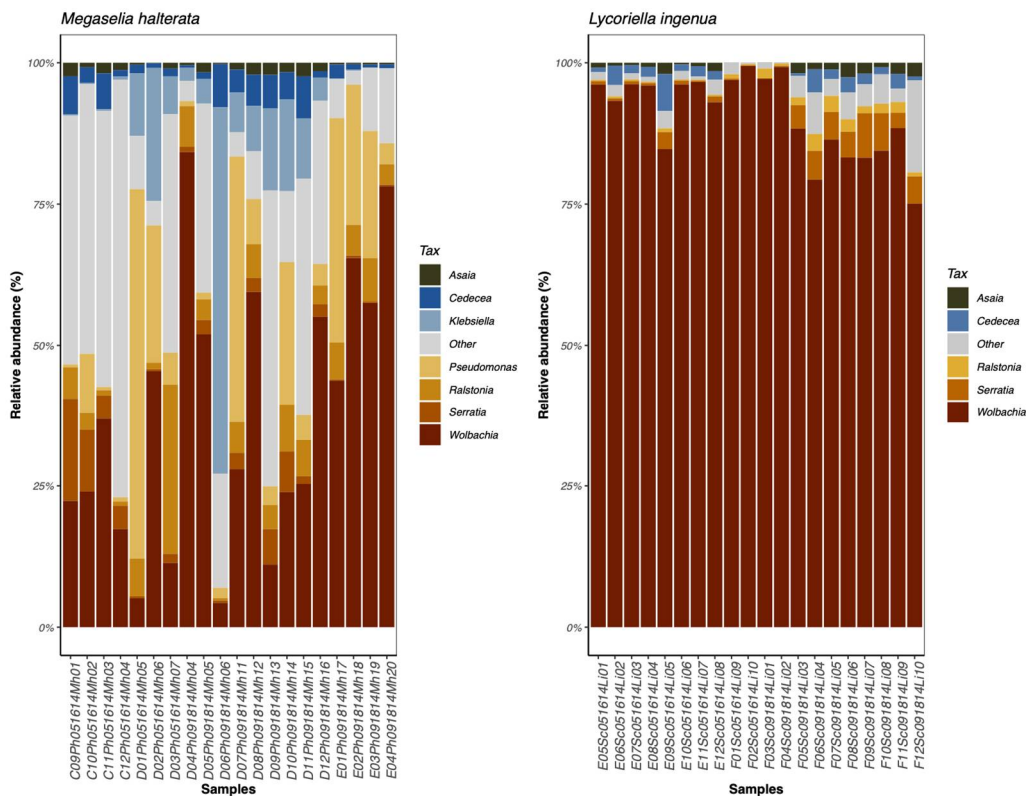 Megaselia halterata
Relative abundance (%)
100%
75%
50%
25%
0%
C09Ph051614Mh01
C10Ph051614Mh02
C11Ph051614Mh03
C12Ph051614Mh04
D01Ph051614Mh05
D02Ph051614Mh06
D03Ph051614Mh07
D04Ph091814Mh04
D05Ph091814Mh05
D06Ph091814Mh06
D07Ph091814Mh11
D08Ph091814Mh12
D09Ph091814Mh13
D10Ph091814Mh14
D11Ph091814Mh15
D12Ph091814Mh16
E01Ph091814Mh17
E02Ph091814Mh18
E03Ph091814Mh19
E04Ph091814Mh20
Samples
Tax
Asaia
Cedecea
Klebsiella
Other
Pseudomonas
Ralstonia
Serratia
Wolbachia
Lycoriella ingenua
Relative abundance (%)
100%
75%
50%
25%
0%
E05Sc051614Li01
E06Sc051614Li02
E07Sc051614Li03
E08Sc051614Li04
E09Sc051614Li05
E10Sc051614Li06
E11Sc051614Li07
E12Sc051614Li08
F01Sc051614Li09
F02Sc051614Li10
F03Sc091814Li01
F04Sc091814Li02
F05Sc091814Li03
F06Sc091814Li04
F07Sc091814Li05
F08Sc091814Li06
F09Sc091814Li07
F10Sc091814Li08
F11Sc091814Li09
F12Sc091814Li10
Samples
Tax
Asaia
Cedecea
Other
Ralstonia
Serratia
Wolbachia